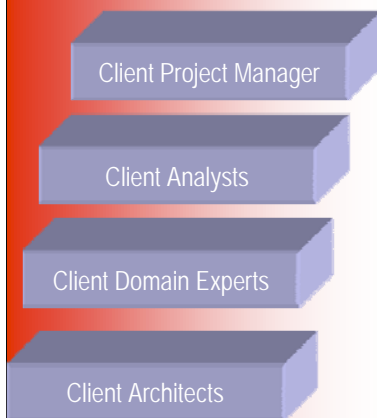 Client Project Manager
Client Analysts
Client Domain Experts
Client Architects